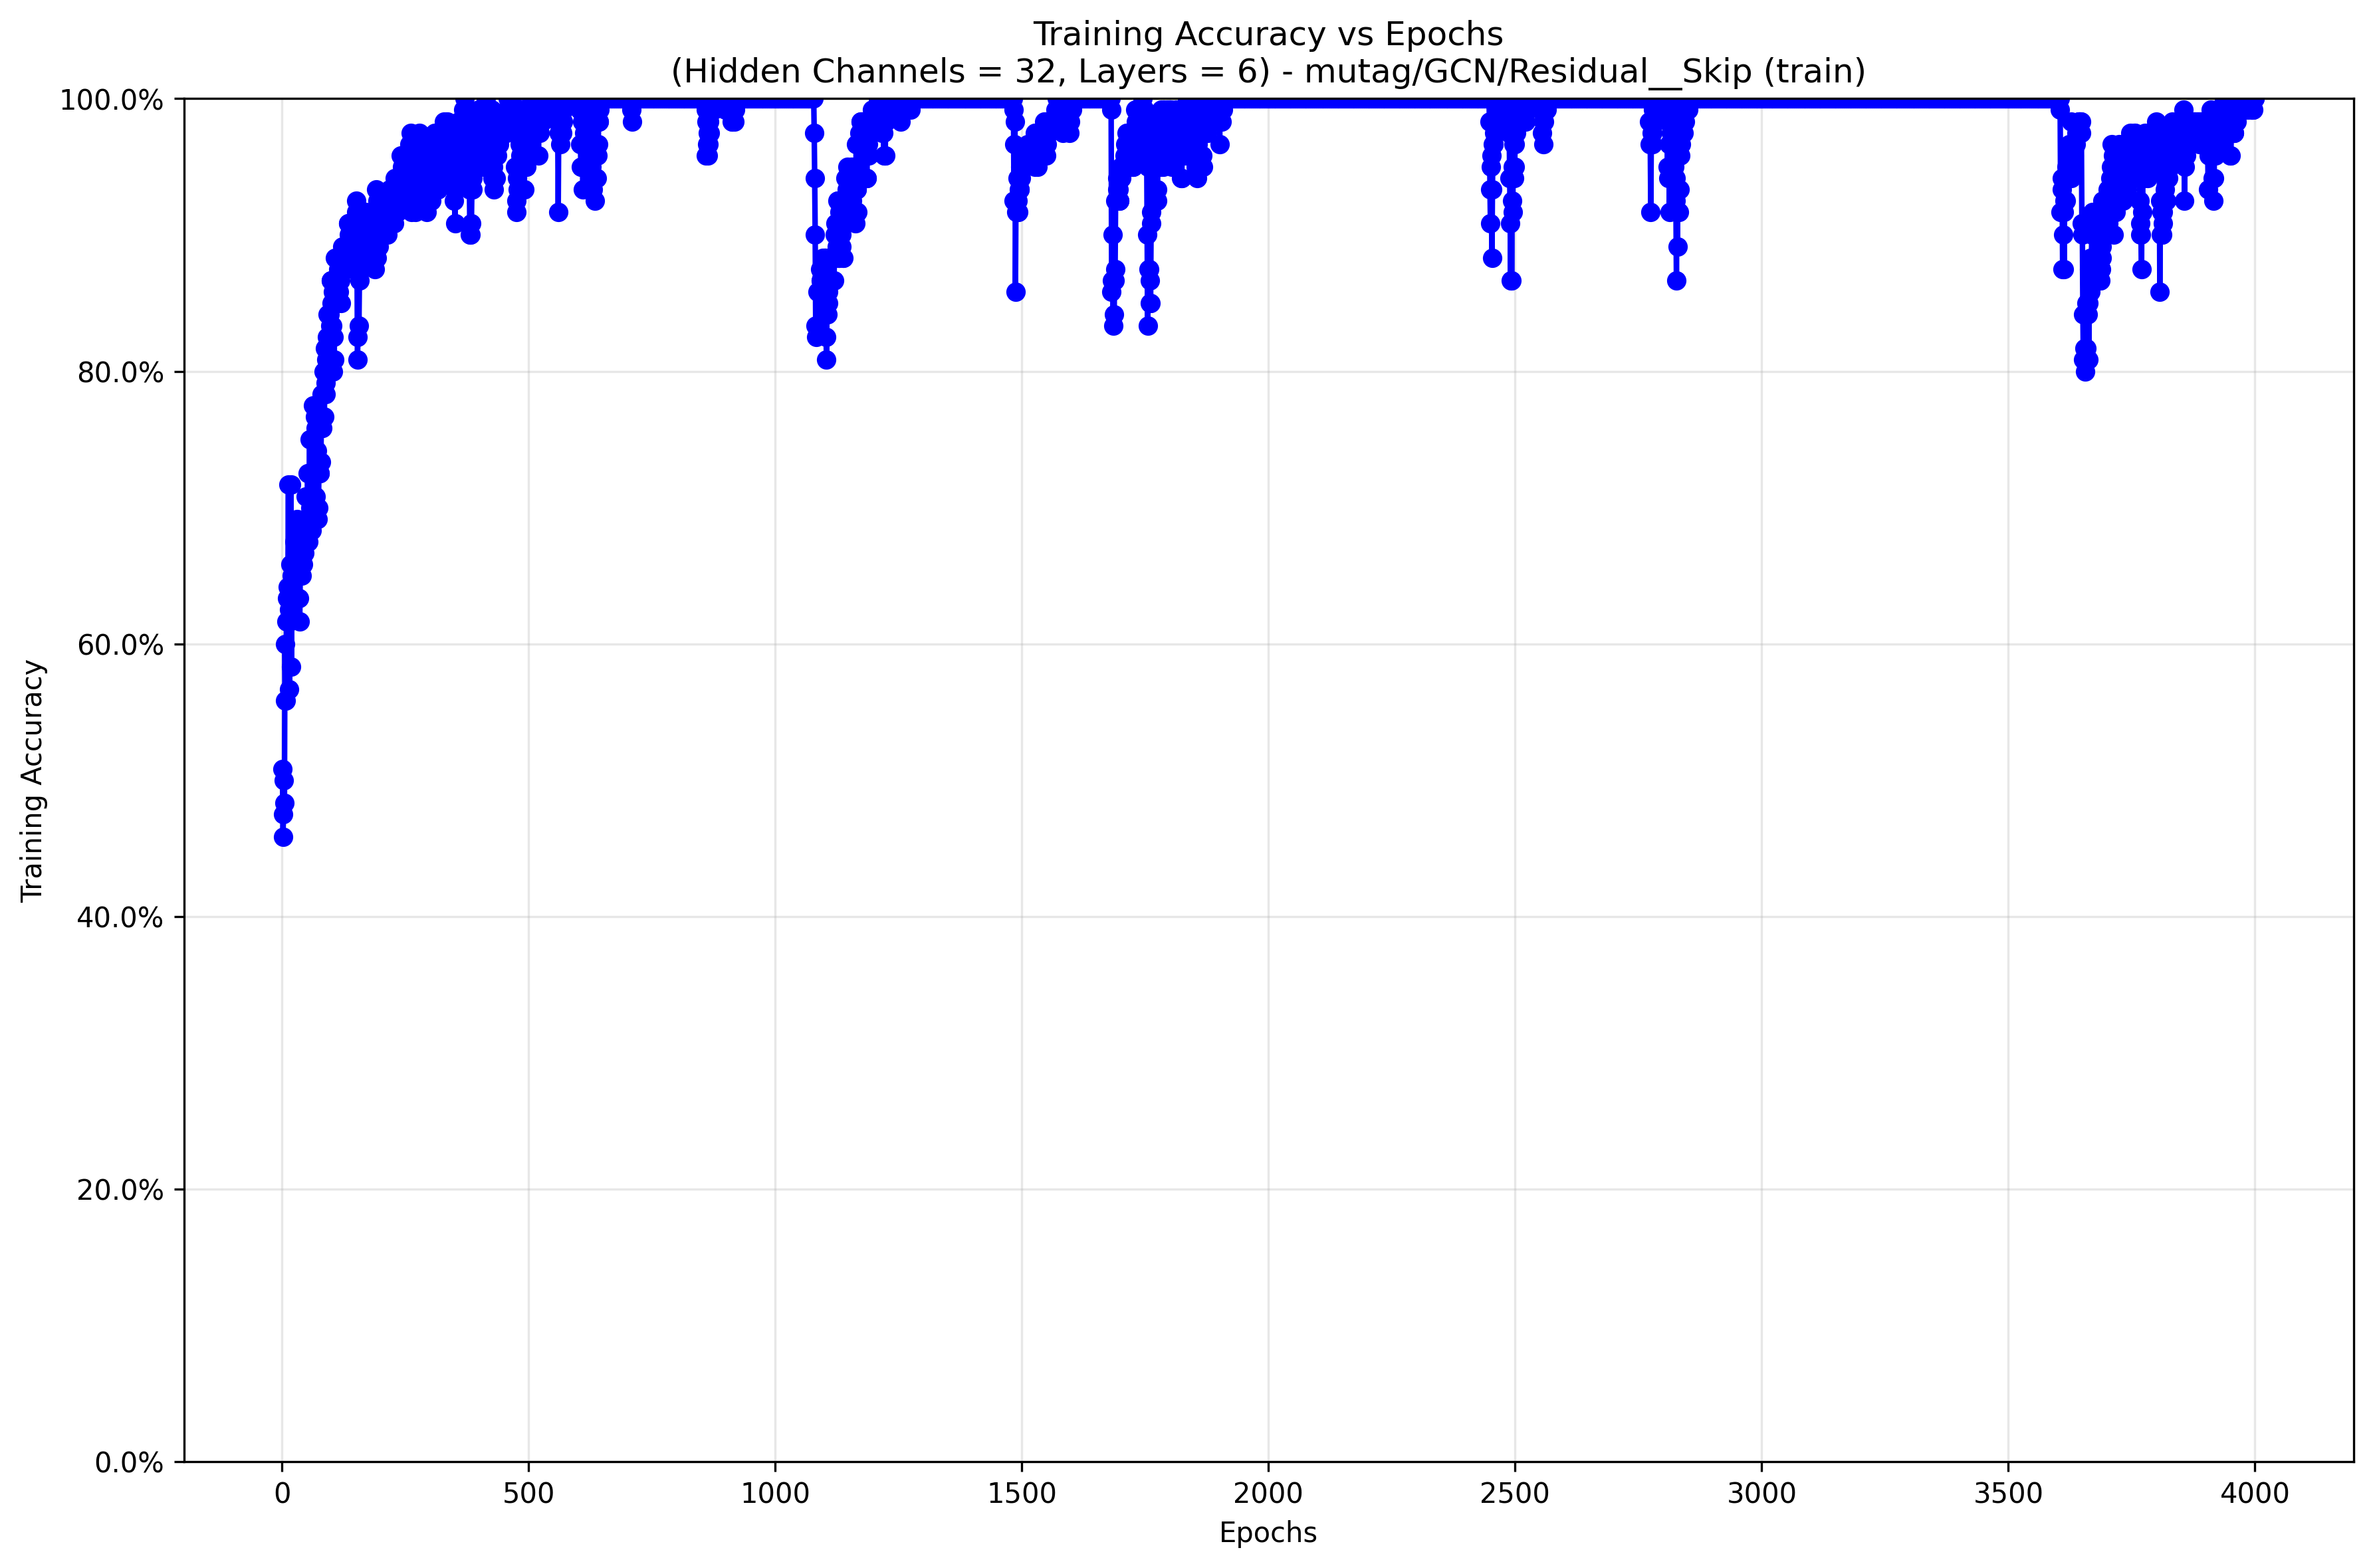 Training Accuracy vs Epochs
(Hidden Channels = 32, Layers = 6) - mutag/GCN/Residual__Skip (train)
100.0%
80.0%
60.0%
40.0%
20.0%
0.0%
Training Accuracy
0 500 1000 1500 2000 2500 3000 3500 4000
Epochs